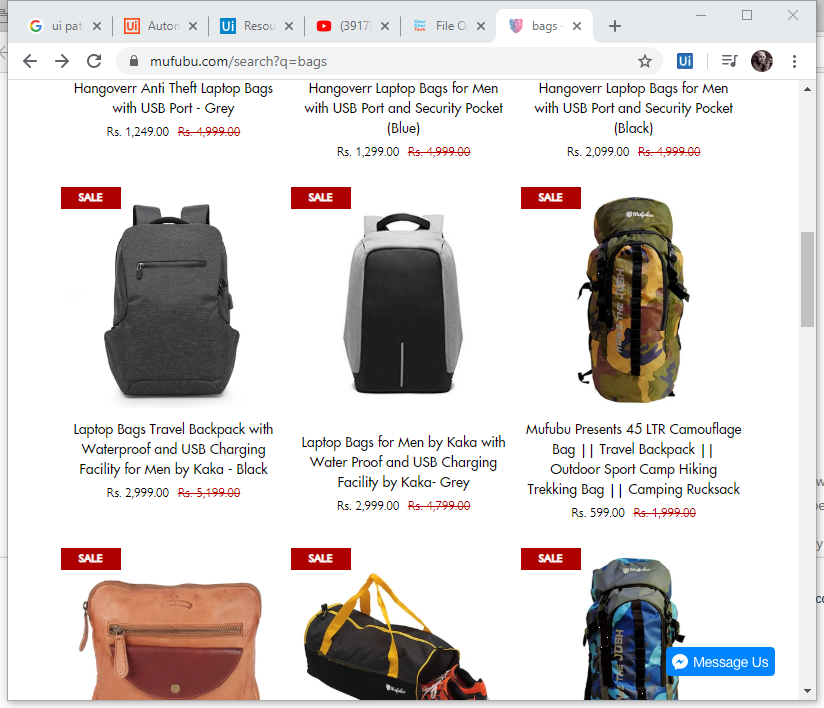 ui pat
Autom
Resou
(3917)
File O
bags -
mufubu.com/search?q=bags
Ui
Hangoverr Anti Theft Laptop Bags
with USB Port - Grey
Rs. 1,249.00 Rs. 4,999.00
Hangoverr Laptop Bags for Men
with USB Port and Security Pocket
(Blue)
Rs. 1,299.00 Rs. 4,999.00
Hangoverr Laptop Bags for Men
with USB Port and Security Pocket
(Black)
Rs. 2,099.00 Rs. 4,999.00
SALE
SALE
SALE
Mufubu
Laptop Bags Travel Backpack with
Waterproof and USB Charging
Facility for Men by Kaka - Black
Rs. 2,999.00 Rs. 5,199.00
Laptop Bags for Men by Kaka with
Water Proof and USB Charging
Facility by Kaka- Grey
Rs. 2,999.00 Rs. 4,799.00
Mufubu Presents 45 LTR Camouflage
Bag || Travel Backpack ||
Outdoor Sport Camp Hiking
Trekking Bag || Camping Rucksack
Rs. 599.00 Rs. 1,999.00
SALE
SALE
SALE
Mufubu
Mufubu
Message Us